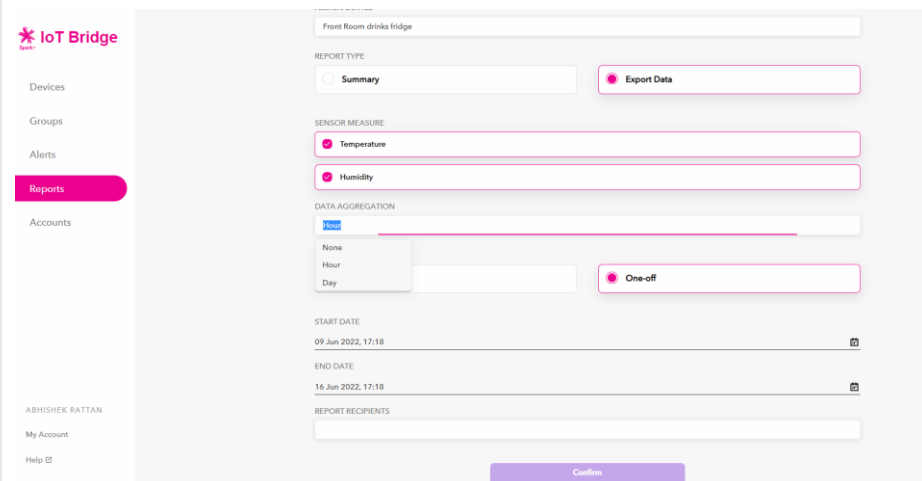 IoT Bridge
Spark
Devices
Groups
Alerts
Reports
Accounts
ABHISHEK RATTAN
My Account
Help
Front Room drinks fridge
REPORT TYPE
Summary
Export Data
SENSOR MEASURE
Temperature
Humidity
DATA AGGREGATION
Hour
None
Hour
Day
One-off
START DATE
09 Jun 2022, 17:18
END DATE
16 Jun 2022, 17:18
REPORT RECIPIENTS
Confirm